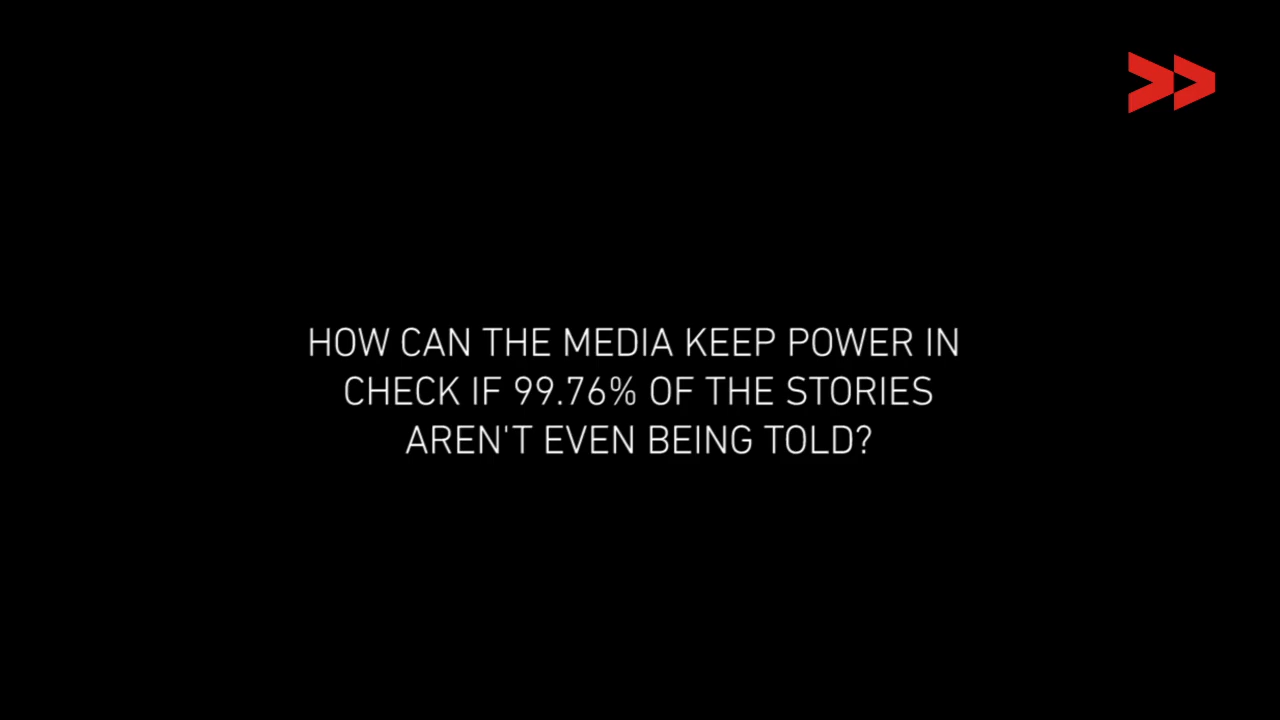 HOW CAN THE MEDIA KEEP POWER IN
CHECK IF 99.76% OF THE STORIES
AREN'T EVEN BEING TOLD?